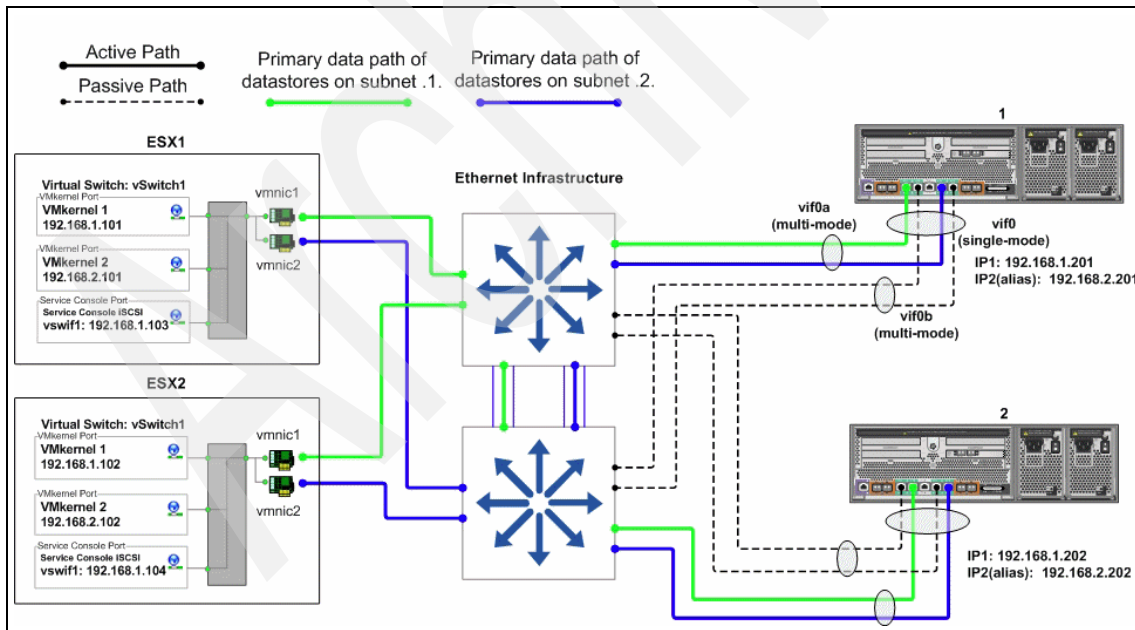 Active Path
Passive Path
Primary data path of
datastores on subnet .1.
Primary data path of
datastores on subnet .2.
ESX1
Virtual Switch: vSwitch1
VMkernel Port
VMkernel 1
192.168.1.101
VMkernel Port
VMkernel 2
192.168.2.101
Service Console Port
Service Console iSCSI
vswif1: 192.168.1.103
vmnic1
vmnic2
Ethernet Infrastructure
1
vif0a
(multi-mode)
vif0
(single-mode)
IP1: 192.168.1.201
IP2(alias): 192.168.2.201
vif0b
(multi-mode)
ESX2
Virtual Switch: vSwitch1
VMkernel Port
VMkernel 1
192.168.1.102
VMkernel Port
VMkernel 2
192.168.2.102
Service Console Port
Service Console iSCSI
vswif1: 192.168.1.104
vmnic1
vmnic2
2
IP1: 192.168.1.202
IP2(alias): 192.168.2.202